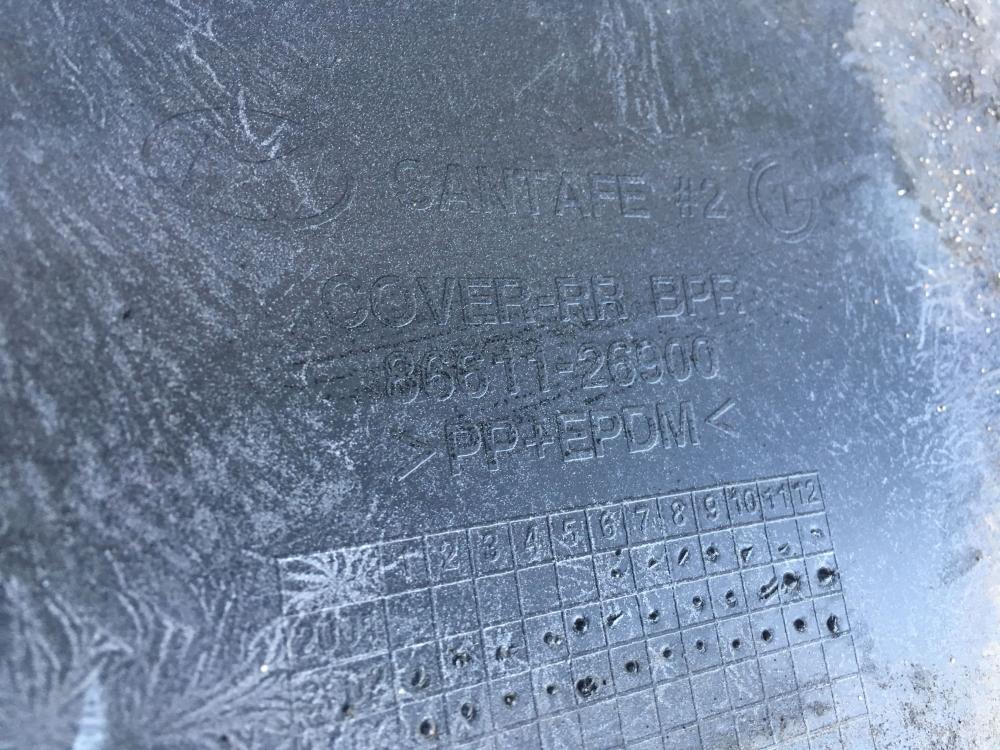 SANTAFE #2
COVER-RR BPR
86611-26900
>PP+EPDM<
1 2 3 4 5 6 7 8 9 10 11 12
2001